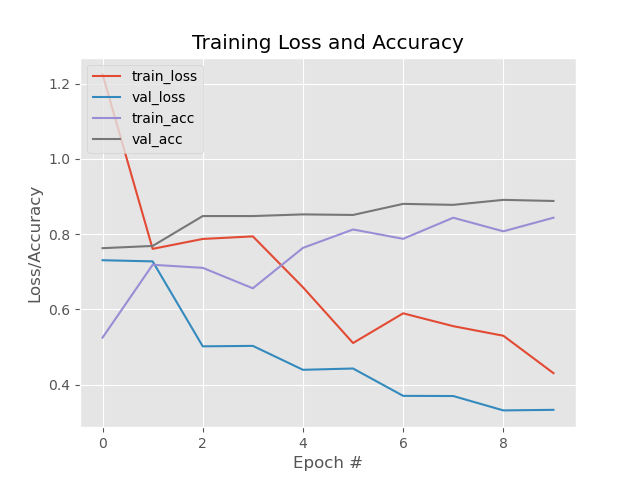 Training Loss and Accuracy
train_loss
val_loss
train_acc
val_acc
1.2
1.0
0.8
0.6
0.4
Loss/Accuracy
0 2 4 6 8
Epoch #